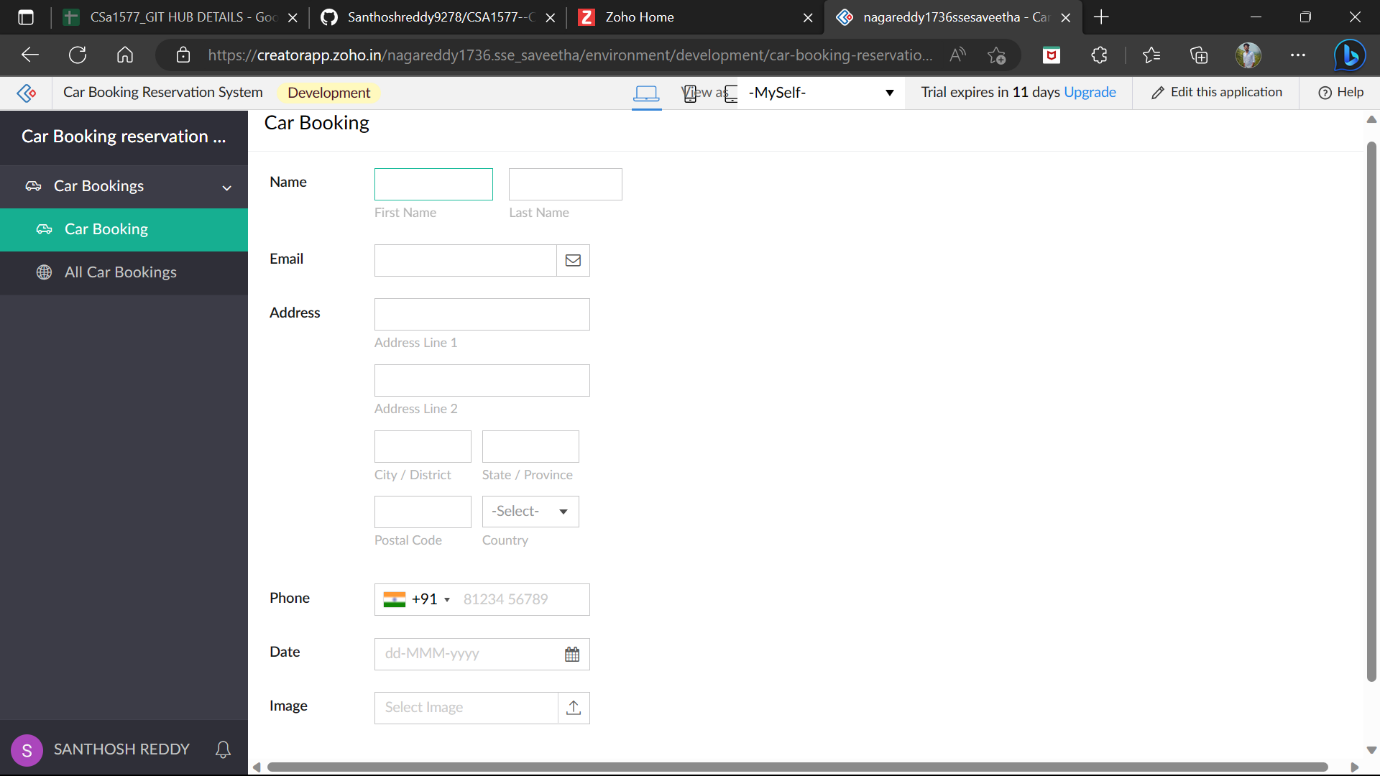 CSa1577_GIT HUB DETAILS - Goo
Santhoshreddy9278/CSA1577--C
Z Zoho Home
nagareddy1736ssesaveetha - Car
https://creatorapp.zoho.in/nagareddy1736.sse_saveetha/environment/development/car-booking-reservatio...
Car Booking Reservation System Development View as -MySelf- Trial expires in 11 days Upgrade Edit this application Help
Car Booking reservation ...
Car Bookings
Car Booking
All Car Bookings
SANTHOSH REDDY
S
Car Booking
Name
First Name Last Name
Email
Address
Address Line 1
Address Line 2
City / District State / Province
-Select-
Postal Code Country
Phone +91 81234 56789
Date dd-MMM-yyyy
Image Select Image